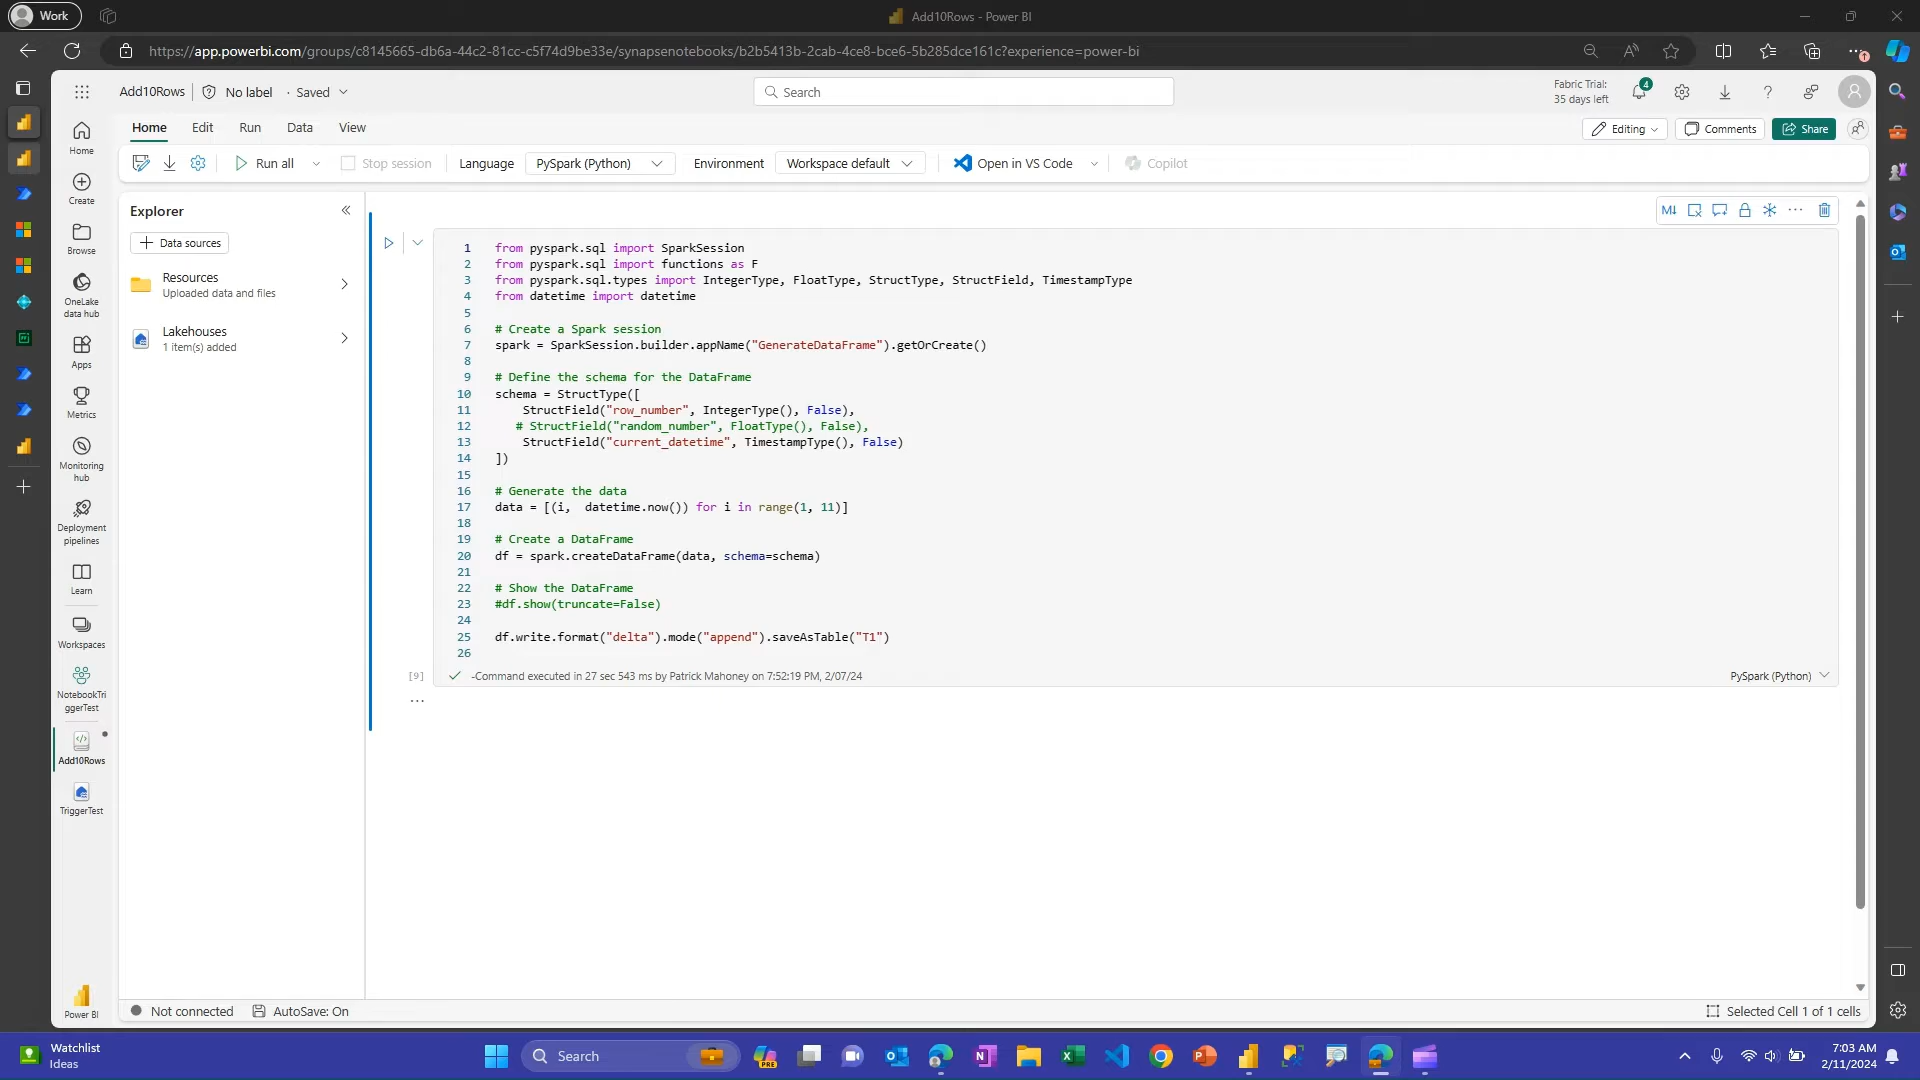 Work
Add10Rows - Power BI
https://app.powerbi.com/groups/c8145665-db6a-44c2-81cc-c5f74d9be33e/synapsenotebooks/b2b5413b-2cab-4ce8-bce6-5b285dce161c?experience=power-bi
Add10Rows
No label
· Saved
Search
Fabric Trial:
35 days left
4
Home
Edit
Run
Data
View
Editing
Comments
Share
Run all
Stop session
Language
PySpark (Python)
Environment
Workspace default
Open in VS Code
Copilot
Home
Create
Browse
OneLake
data hub
Apps
Metrics
Monitoring
hub
Deployment
pipelines
Learn
Workspaces
NotebookTri
ggerTest
Add10Rows
TriggerTest
Power BI
Explorer
Data sources
Resources
Uploaded data and files
Lakehouses
1 item(s) added
M↓
1 from pyspark.sql import SparkSession
2 from pyspark.sql import functions as F
3 from pyspark.sql.types import IntegerType, FloatType, StructType, StructField, TimestampType
4 from datetime import datetime
5
6 # Create a Spark session
7 spark = SparkSession.builder.appName("GenerateDataFrame").getOrCreate()
8
9 # Define the schema for the DataFrame
10 schema = StructType([
11 StructField("row_number", IntegerType(), False),
12 # StructField("random_number", FloatType(), False),
13 StructField("current_datetime", TimestampType(), False)
14 ])
15
16 # Generate the data
17 data = [(i,  datetime.now()) for i in range(1, 11)]
18
19 # Create a DataFrame
20 df = spark.createDataFrame(data, schema=schema)
21
22 # Show the DataFrame
23 #df.show(truncate=False)
24
25 df.write.format("delta").mode("append").saveAsTable("T1")
26
[9]
-Command executed in 27 sec 543 ms by Patrick Mahoney on 7:52:19 PM, 2/07/24
PySpark (Python)
Not connected
AutoSave: On
Selected Cell 1 of 1 cells
Watchlist
Ideas
Search
PRE
7:03 AM
2/11/2024